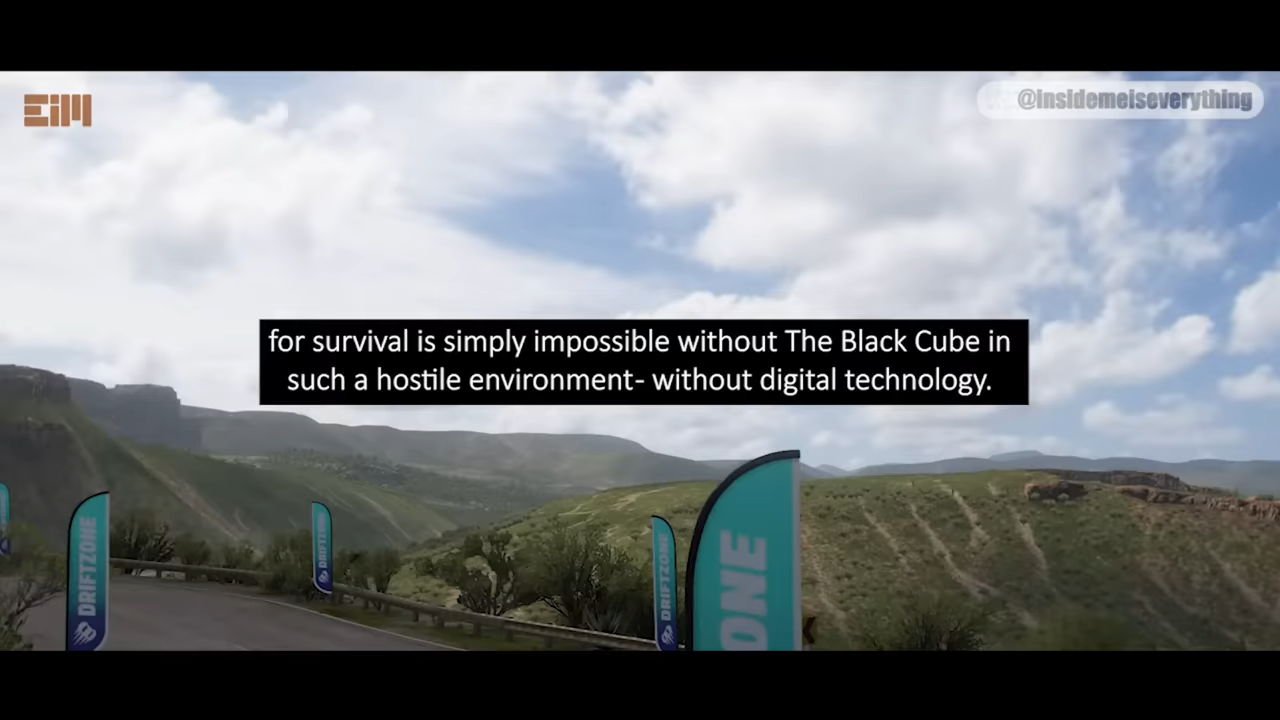 EIM
@insidemeiseverything
for survival is simply impossible without The Black Cube in
such a hostile environment- without digital technology.
DRIFTZONE
DRIFTZONE
DRIFTZONE
ONE